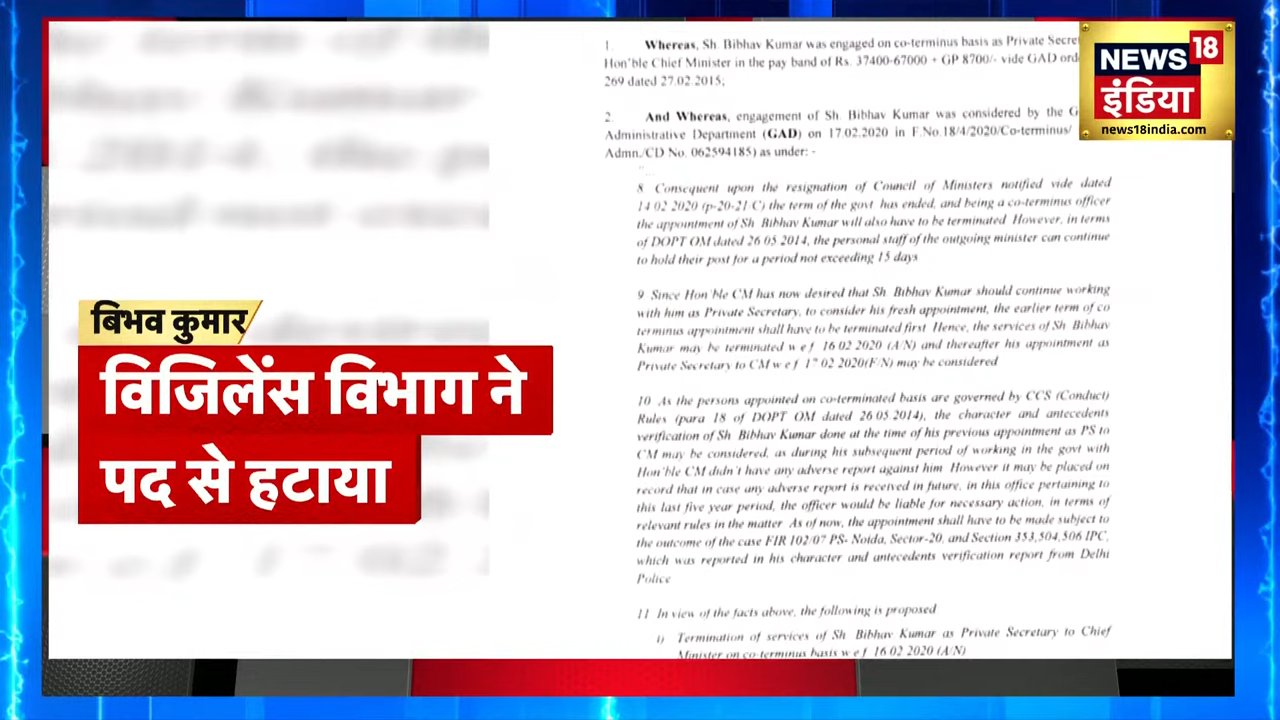 1. Whereas, Sh. Bibhav Kumar was engaged on co-terminus basis as Private
Hon'ble Chief Minister in the pay band of Rs. 37400-67000 + GP 8700/- vide GAD
269 dated 27.02.2015;
2. And Whereas, engagement of Sh. Bibhav Kumar was considered by the
Administrative Department (GAD) on 17.02.2020 in F.No.18/4/2020/Co-terminus/
Admn./CD No. 062594185) as under: -
8 Consequent upon the resignation of Council of Ministers notified vide dated
14 02 2020 (p-20-21 C) the term of the govt. has ended, and being a co-terminus officer
the appointment of Sh Bibhav Kumar will also have to be terminated However, in terms
of DOPT OM dated 26 05 2014, the personal staff of the outgoing minister can continue
to hold their post for a period not exceeding 15 days
9 Since Hon'ble CM has now desired that Sh. Bibhav Kumar should continue working
with him as Private Secretary, to consider his fresh appointment, the earlier term of co
terminus appointment shall have to be terminated first Hence, the services of Sh Bibhav
Kumar may be terminated w e f 16 02 2020 (A/N) and thereafter his appointment as
Private Secretary to CM w e f 17 02 2020(F/N) may be considered
10 As the persons appointed on co-terminated basis are governed by CCS (Conduct)
Rules (para 18 of DOPT OM dated 26.05.2014), the character and antecedents
verification of Sh Bibhav Kumar done at the time of his previous appointment as PS to
CM may be considered, as during his subsequent period of working in the govt with
Hon'ble CM didn't have any adverse report against him However it may be placed on
record that in case any adverse report is received in future, in this office pertaining to
this last five year period, the officer would be liable for necessary action, in terms of
relevant rules in the matter As of now, the appointment shall have to be made subject to
the outcome of the case FIR 102/07 PS- Noida, Sector-20, and Section 353,504,506 IPC,
which was reported in his character and antecedents verification report from Delhi
Police
11 In view of the facts above, the following is proposed
i) Termination of services of Sh Bibhav Kumar as Private Secretary to Chief
Minister on co-terminus basis w e f 16 02 2020 (A/N)
बिभव कुमार
विजिलेंस विभाग ने
पद से हटाया
NEWS 18
इंडिया
news18india.com